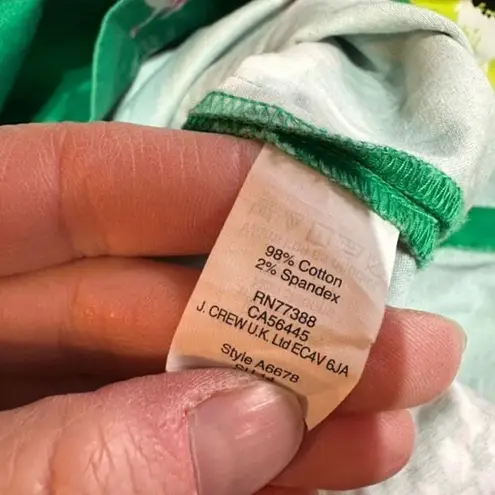 98% Cotton
2% Spandex
RN77388
CA56445
J. CREW U.K. Ltd EC4V 6JA
Style A6678